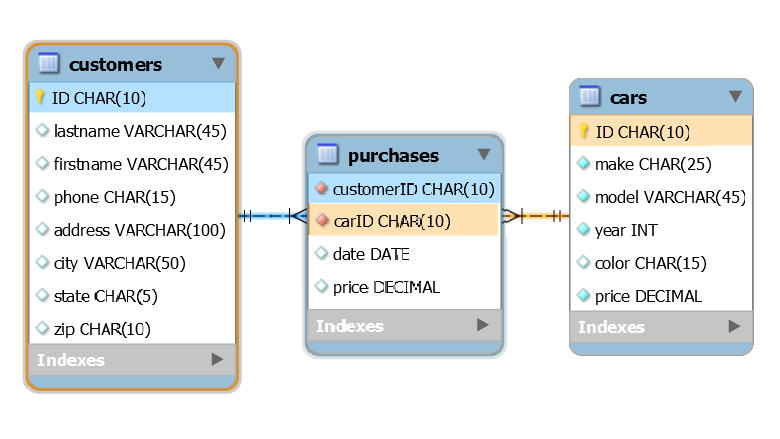 customers
ID CHAR(10)
lastname VARCHAR(45)
firstname VARCHAR(45)
phone CHAR(15)
address VARCHAR(100)
city VARCHAR(50)
state CHAR(5)
zip CHAR(10)
Indexes
purchases
customerID CHAR(10)
carID CHAR(10)
date DATE
price DECIMAL
Indexes
cars
ID CHAR(10)
make CHAR(25)
model VARCHAR(45)
year INT
color CHAR(15)
price DECIMAL
Indexes